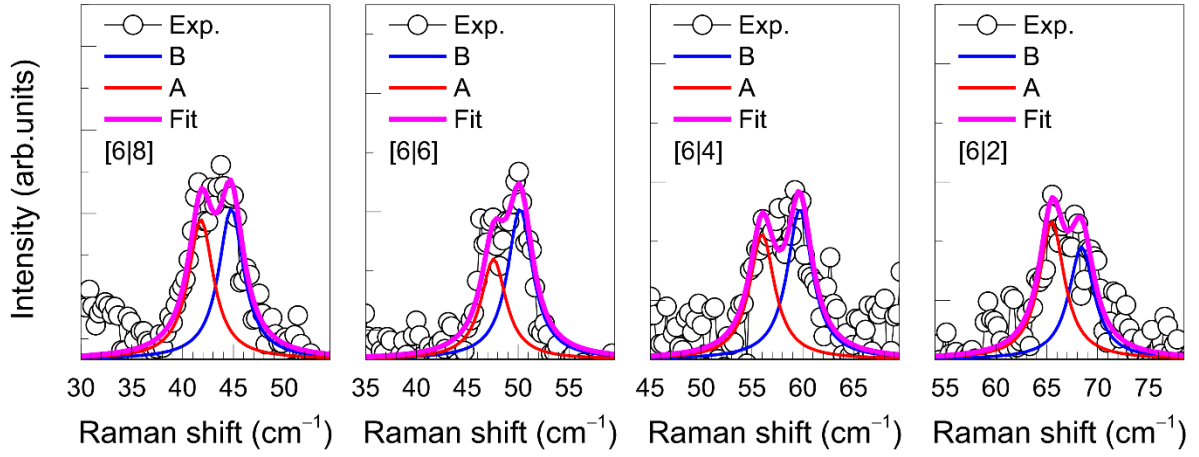 Intensity (arb.units)
Exp.
B
A
Fit
[6|8]
30 35 40 45 50
Raman shift (cm⁻¹)
Exp.
B
A
Fit
[6|6]
35 40 45 50 55
Raman shift (cm⁻¹)
Exp.
B
A
Fit
[6|4]
45 50 55 60 65
Raman shift (cm⁻¹)
Exp.
B
A
Fit
[6|2]
55 60 65 70 75
Raman shift (cm⁻¹)